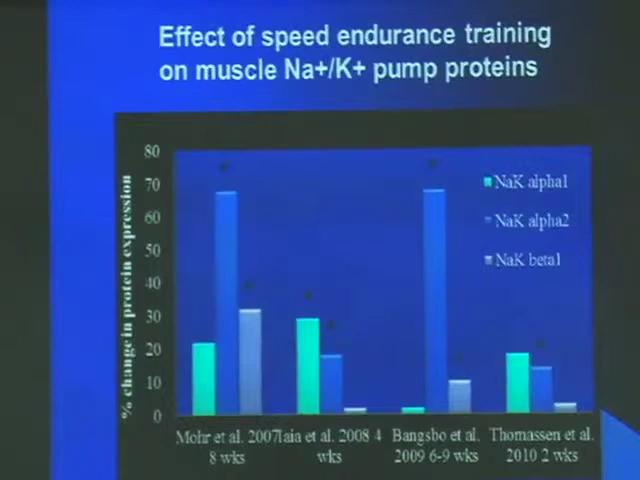 Effect of speed endurance training
on muscle Na+/K+ pump proteins
% change in protein expression
80
70
60
50
40
30
20
10
0
NaK alpha1
NaK alpha2
NaK beta1
Mohr et al. 2007
8 wks
Iaia et al. 2008 4
wks
Bangsbo et al.
2009 6-9 wks
Thomassen et al.
2010 2 wks